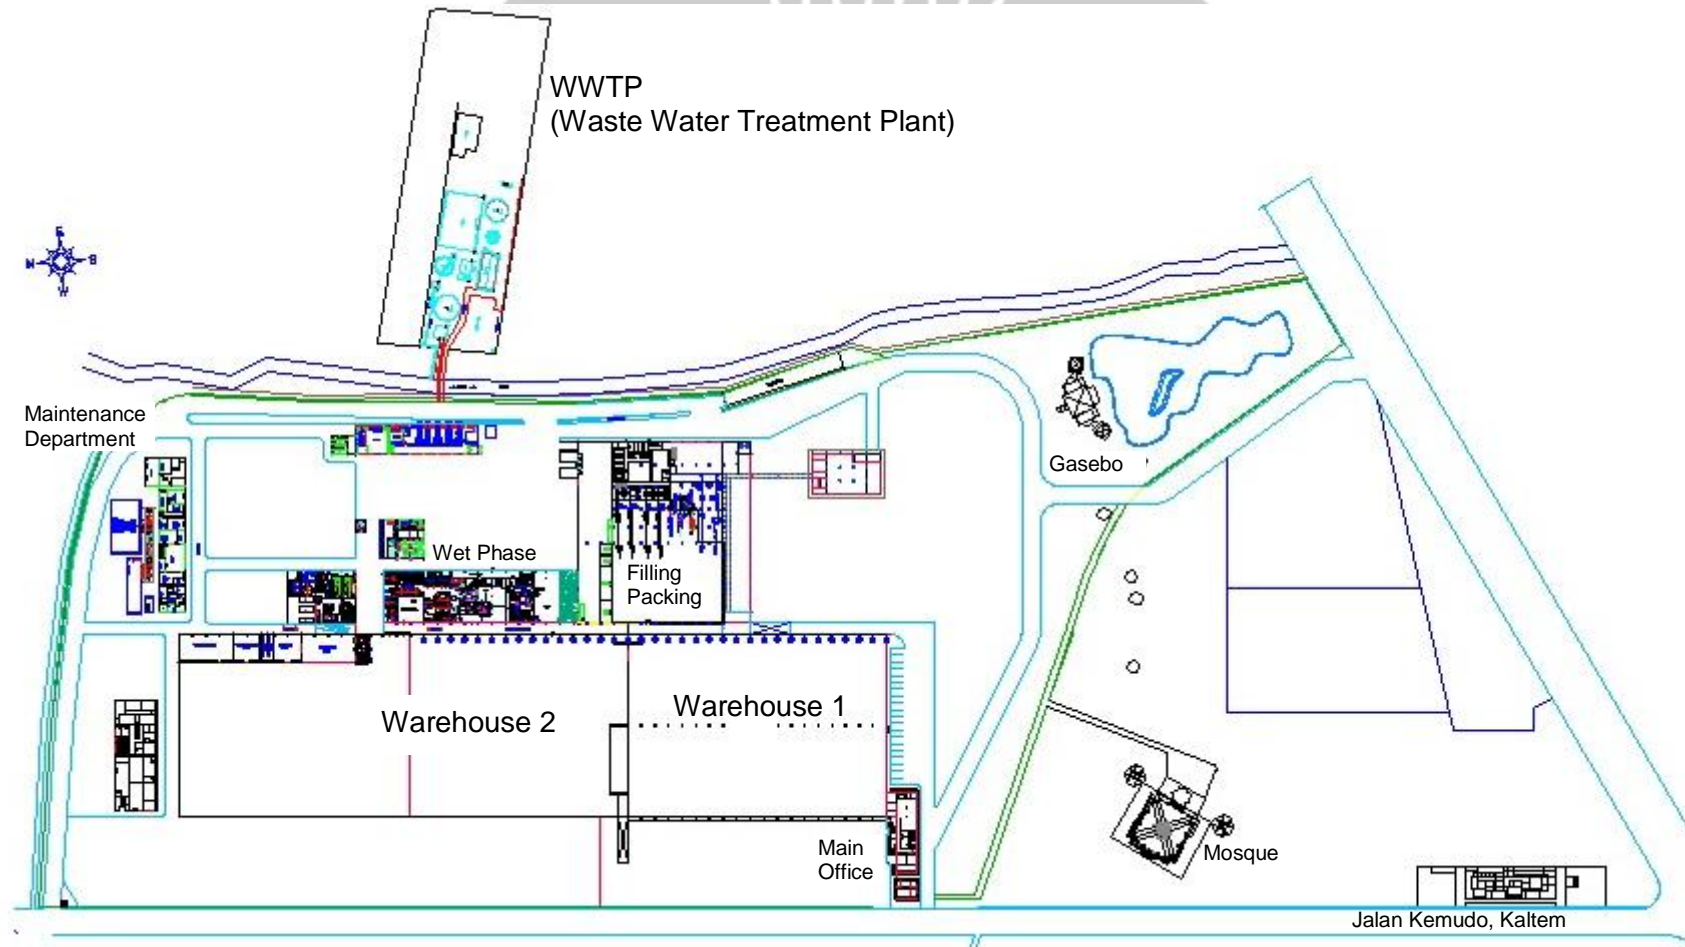 WWTP
(Waste Water Treatment Plant)
E
N
S
W
Maintenance
Department
Gasebo
Wet Phase
Filling
Packing
Warehouse 1
Warehouse 2
Main
Office
Mosque
Jalan Kemudo, Kaltem